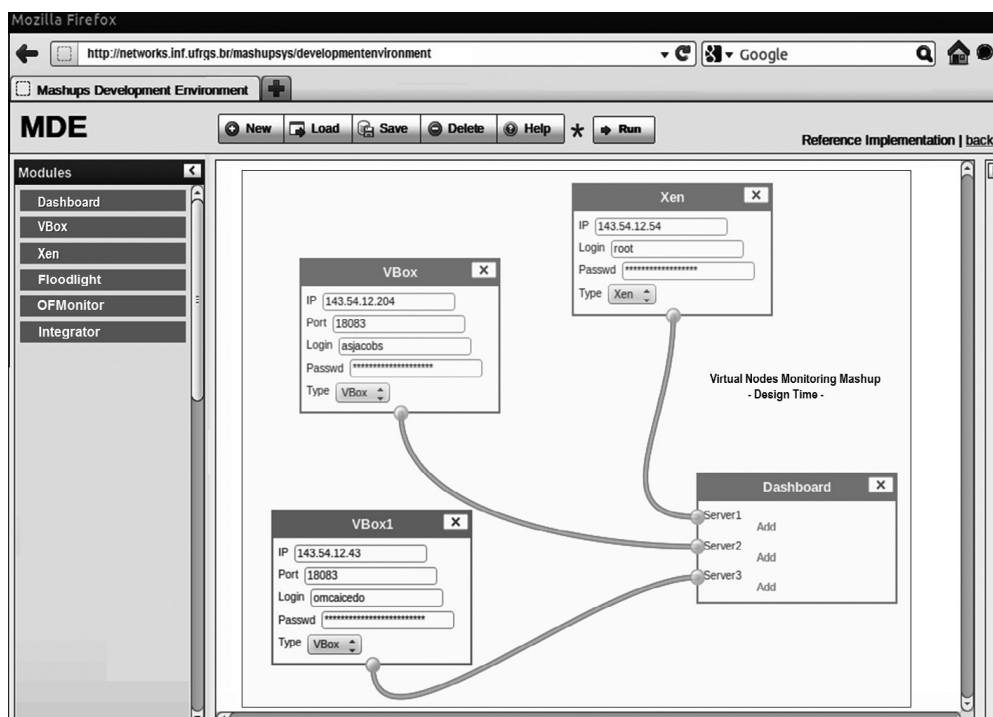 Mozilla Firefox
http://networks.inf.ufrgs.br/mashupsys/developmentenvironment
Google
Mashups Development Environment
MDE
New Load Save Delete Help * Run
Reference Implementation | back
Modules
Dashboard
VBox
Xen
Floodlight
OFMonitor
Integrator
Xen
IP 143.54.12.54
Login root
Passwd ******************
Type Xen
VBox
IP 143.54.12.204
Port 18083
Login asjacobs
Passwd ********************
Type VBox
Virtual Nodes Monitoring Mashup
- Design Time -
Dashboard
Server1
Add
Server2
Add
Server3
Add
VBox1
IP 143.54.12.43
Port 18083
Login omcaicedo
Passwd *************************
Type VBox